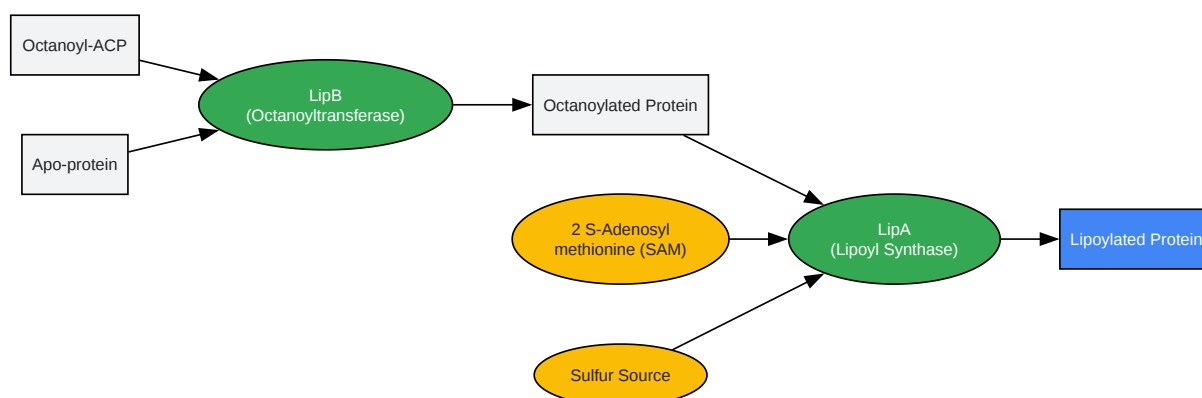 Octanoyl-ACP
Apo-protein
LipB
(Octanoyltransferase)
Octanoylated Protein
2 S-Adenosyl
methionine (SAM)
Sulfur Source
LipA
(Lipoyl Synthase)
Lipoylated Protein